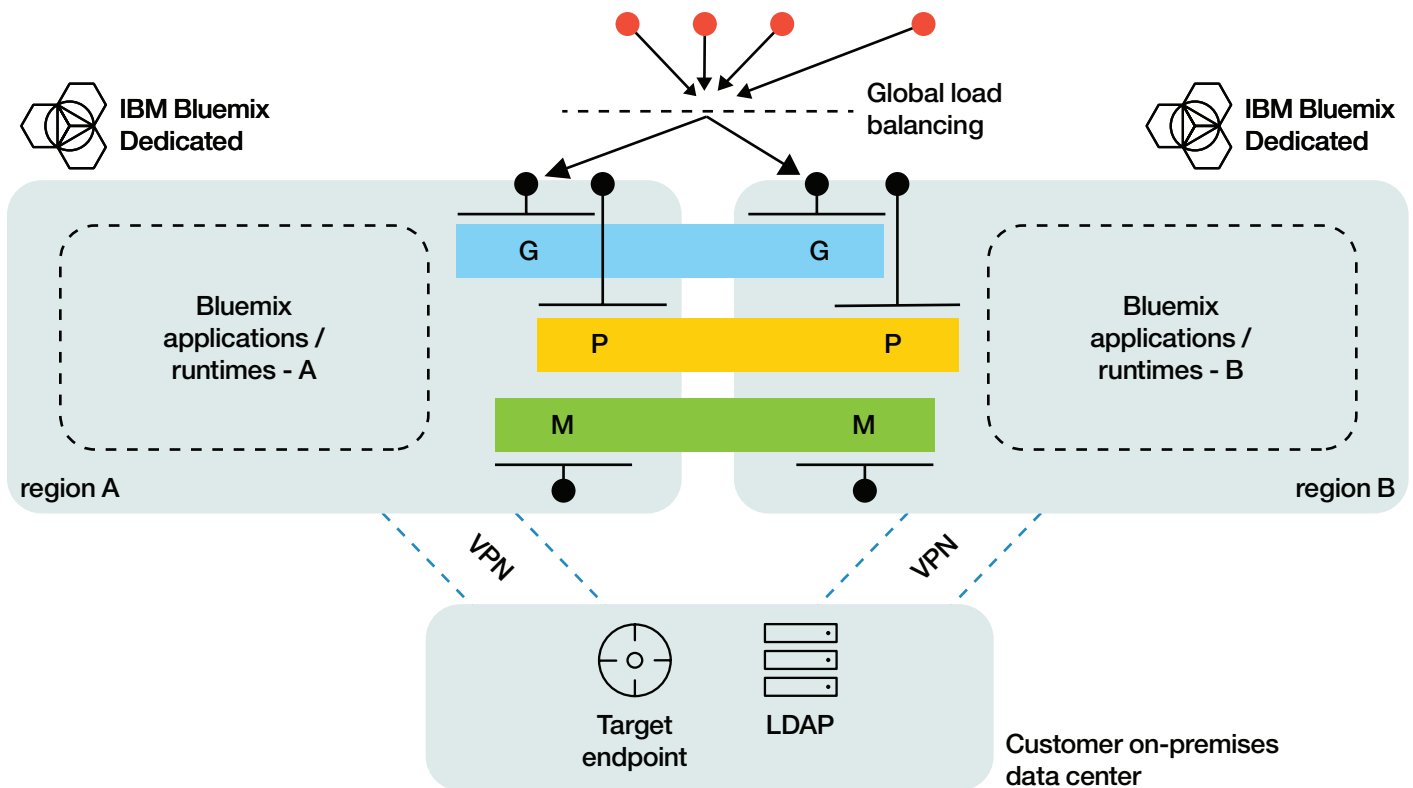 Global load
balancing
IBM Bluemix
Dedicated
IBM Bluemix
Dedicated
G
G
Bluemix
applications /
runtimes - A
P
P
Bluemix
applications /
runtimes - B
M
M
region A
region B
VPN
VPN
Target
endpoint
LDAP
Customer on-premises
data center